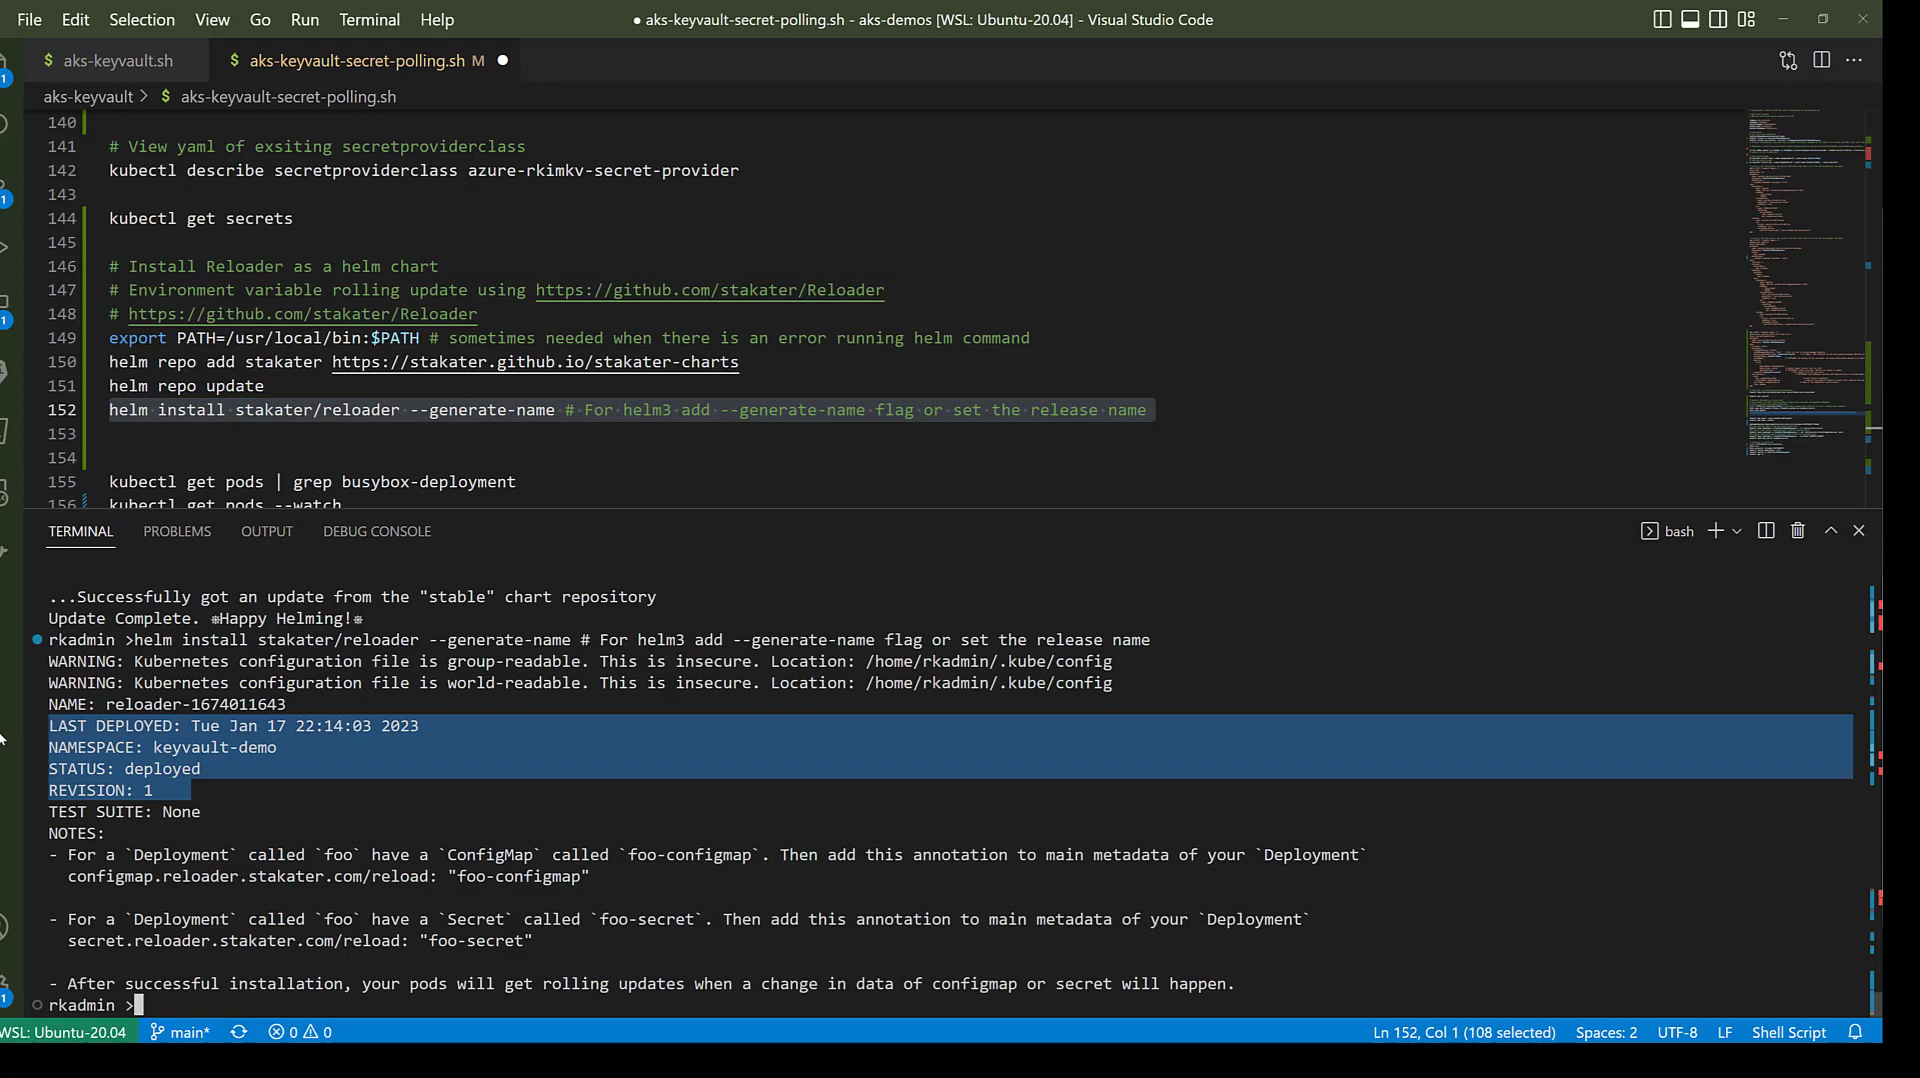 File Edit Selection View Go Run Terminal Help
● aks-keyvault-secret-polling.sh - aks-demos [WSL: Ubuntu-20.04] - Visual Studio Code
$ aks-keyvault.sh
$ aks-keyvault-secret-polling.sh M
aks-keyvault > $ aks-keyvault-secret-polling.sh
140
141 # View yaml of exsiting secretproviderclass
142 kubectl describe secretproviderclass azure-rkimkv-secret-provider
143
144 kubectl get secrets
145
146 # Install Reloader as a helm chart
147 # Environment variable rolling update using https://github.com/stakater/Reloader
148 # https://github.com/stakater/Reloader
149 export PATH=/usr/local/bin:$PATH # sometimes needed when there is an error running helm command
150 helm repo add stakater https://stakater.github.io/stakater-charts
151 helm repo update
152 helm install stakater/reloader --generate-name # For helm3 add --generate-name flag or set the release name
153
154
155 kubectl get pods | grep busybox-deployment
156 kubectl get pods --watch
TERMINAL PROBLEMS OUTPUT DEBUG CONSOLE
bash
...Successfully got an update from the "stable" chart repository
Update Complete. ⎈Happy Helming!⎈
rkadmin >helm install stakater/reloader --generate-name # For helm3 add --generate-name flag or set the release name
WARNING: Kubernetes configuration file is group-readable. This is insecure. Location: /home/rkadmin/.kube/config
WARNING: Kubernetes configuration file is world-readable. This is insecure. Location: /home/rkadmin/.kube/config
NAME: reloader-1674011643
LAST DEPLOYED: Tue Jan 17 22:14:03 2023
NAMESPACE: keyvault-demo
STATUS: deployed
REVISION: 1
TEST SUITE: None
NOTES:
- For a `Deployment` called `foo` have a `ConfigMap` called `foo-configmap`. Then add this annotation to main metadata of your `Deployment`
configmap.reloader.stakater.com/reload: "foo-configmap"
- For a `Deployment` called `foo` have a `Secret` called `foo-secret`. Then add this annotation to main metadata of your `Deployment`
secret.reloader.stakater.com/reload: "foo-secret"
- After successful installation, your pods will get rolling updates when a change in data of configmap or secret will happen.
rkadmin >
WSL: Ubuntu-20.04 main* 0 0 Ln 152, Col 1 (108 selected) Spaces: 2 UTF-8 LF Shell Script
1
1
1
1